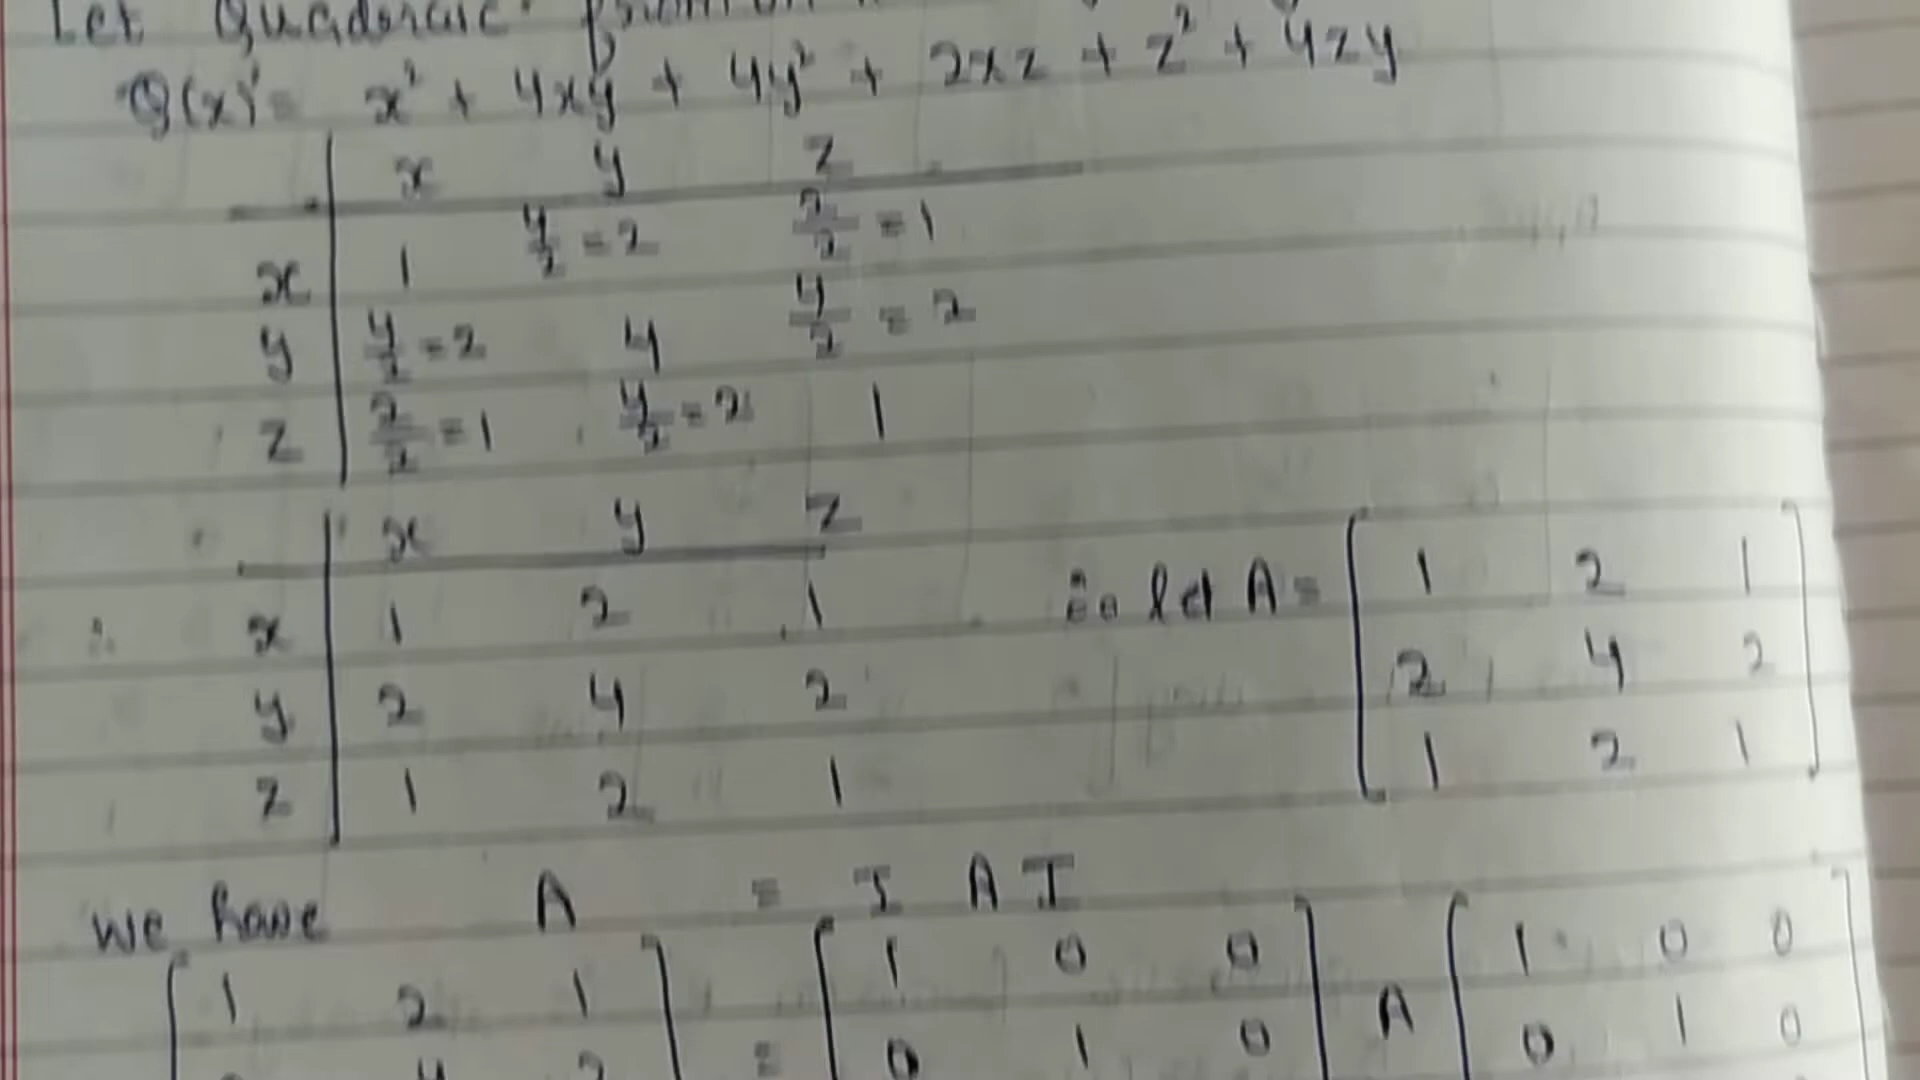 Let Quadratic
Q(x) = x² + 4xy + 4y² + 2xz + z² + 4zy
x y z
x 1 4/2 = 2 2/2 = 1
y 4/2 = 2 4 4/2 = 2
z 2/2 = 1 4/2 = 2 1
x y z
∴ x 1 2 1 So let A = [ 1 2 1
y 2 4 2 2 4 2
z 1 2 1 1 2 1 ]
we have A = I A I
[ 1 2 1 ] [ 1 0 0 ] [ 1 0 0 ]
4 2 = 0 1 0 A 0 1 0